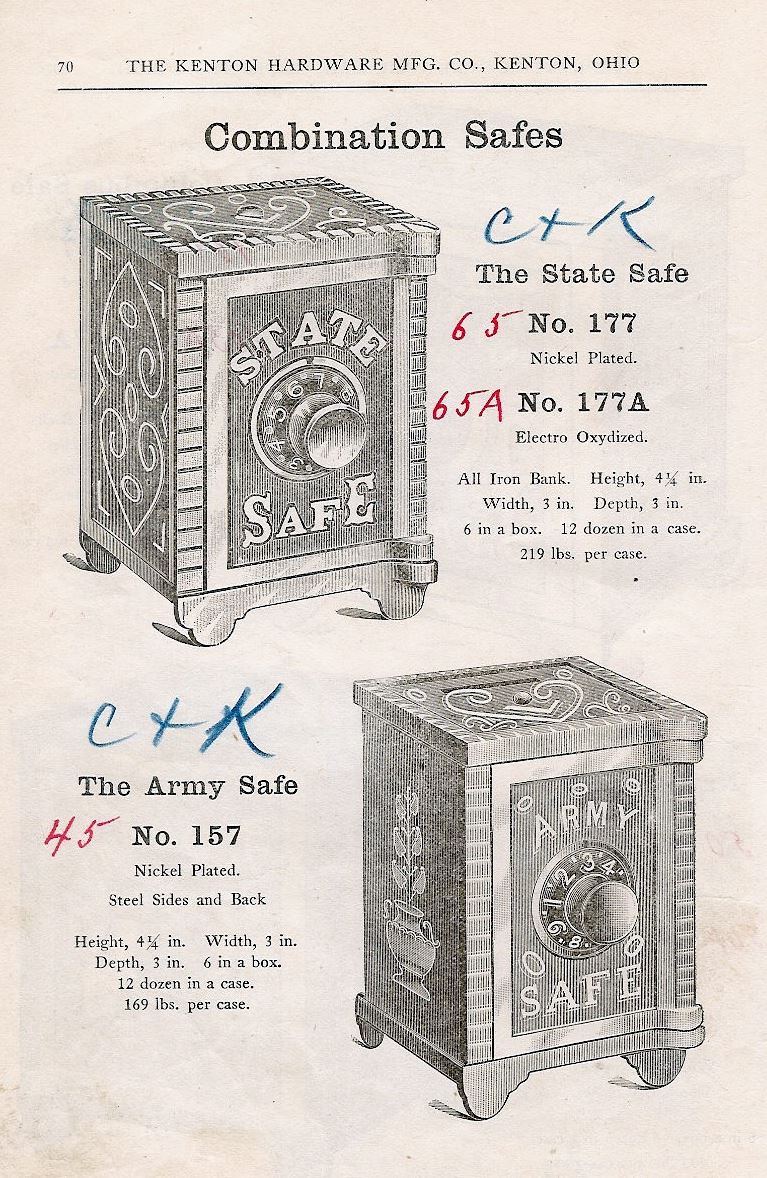 70 THE KENTON HARDWARE MFG. CO., KENTON, OHIO
Combination Safes
C + K
The State Safe
65 No. 177
Nickel Plated.
65A No. 177A
Electro Oxydized.
All Iron Bank. Height, 4¼ in.
Width, 3 in. Depth, 3 in.
6 in a box. 12 dozen in a case.
219 lbs. per case.
STATE
SAFE
C + K
The Army Safe
45 No. 157
Nickel Plated.
Steel Sides and Back
Height, 4¼ in. Width, 3 in.
Depth, 3 in. 6 in a box.
12 dozen in a case.
169 lbs. per case.
ARMY
1 2 3 4
SAFE